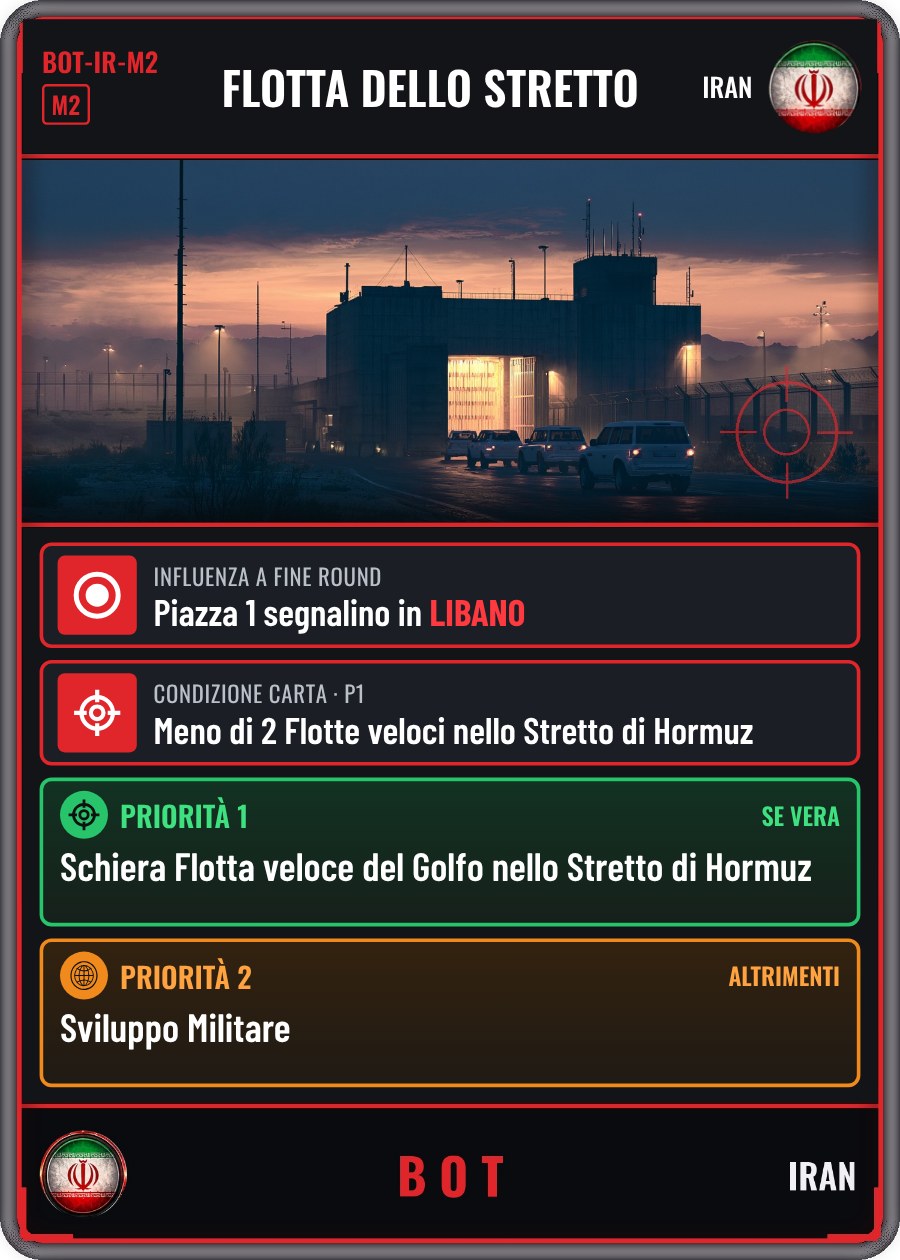 BOT-IR-M2
M2
FLOTTA DELLO STRETTO
IRAN
INFLUENZA A FINE ROUND
Piazza 1 segnalino in LIBANO
CONDIZIONE CARTA · P1
Meno di 2 Flotte veloci nello Stretto di Hormuz
PRIORITÀ 1
SE VERA
Schiera Flotta veloce del Golfo nello Stretto di Hormuz
PRIORITÀ 2
ALTRIMENTI
Sviluppo Militare
BOT
IRAN